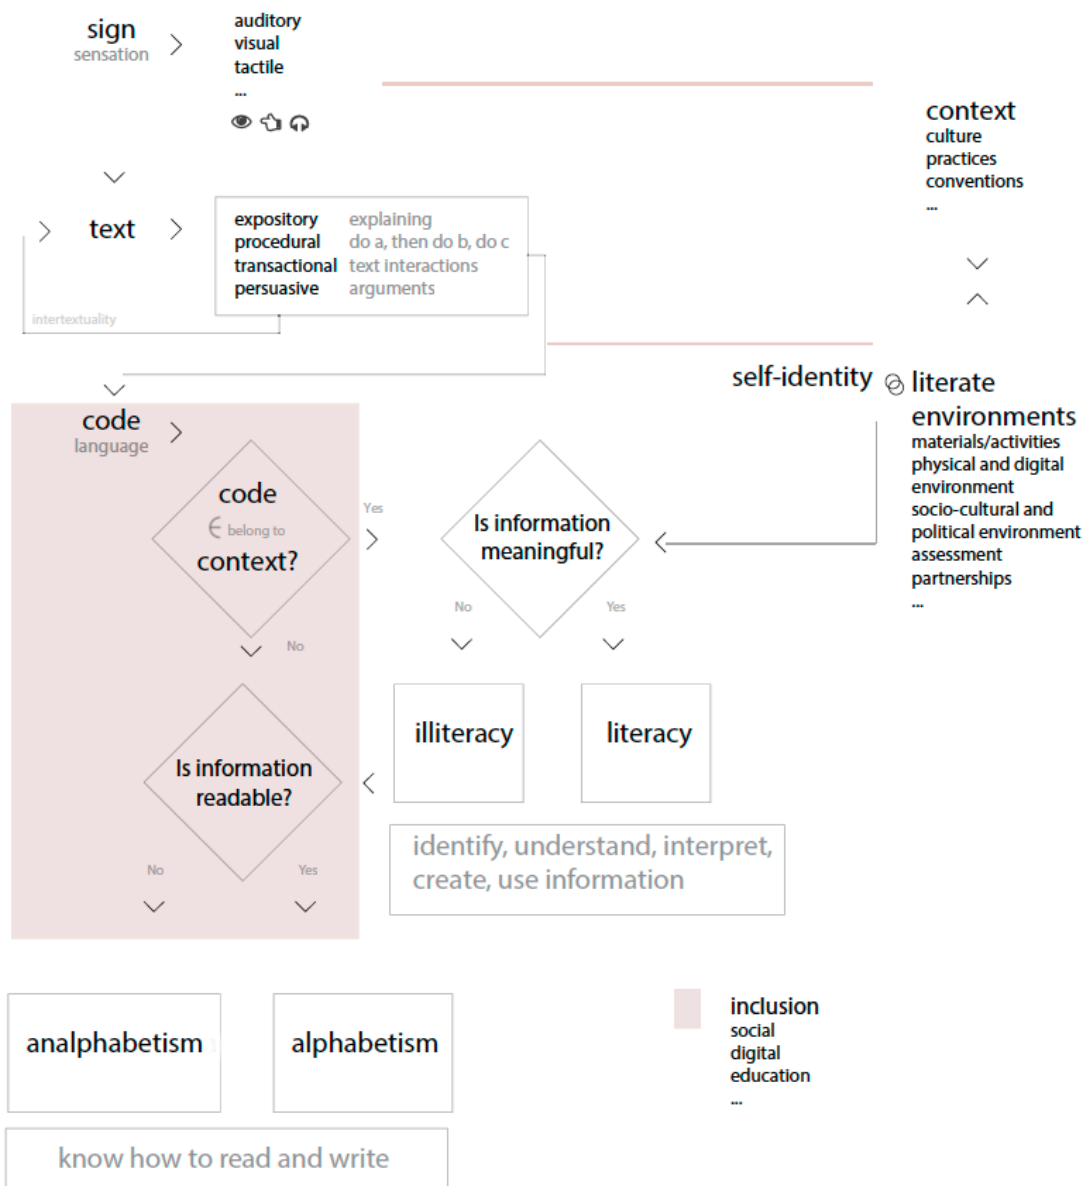 sign
sensation
auditory
visual
tactile
...
context
culture
practices
conventions
...
text
expository explaining
procedural do a, then do b, do c
transactional text interactions
persuasive arguments
intertextuality
self-identity
literate
environments
materials/activities
physical and digital
environment
socio-cultural and
political environment
assessment
partnerships
...
code
language
code
∈ belong to
context?
Yes
No
Is information
meaningful?
No
Yes
illiteracy
literacy
identify, understand, interpret,
create, use information
Is information
readable?
No
Yes
analphabetism
alphabetism
know how to read and write
inclusion
social
digital
education
...